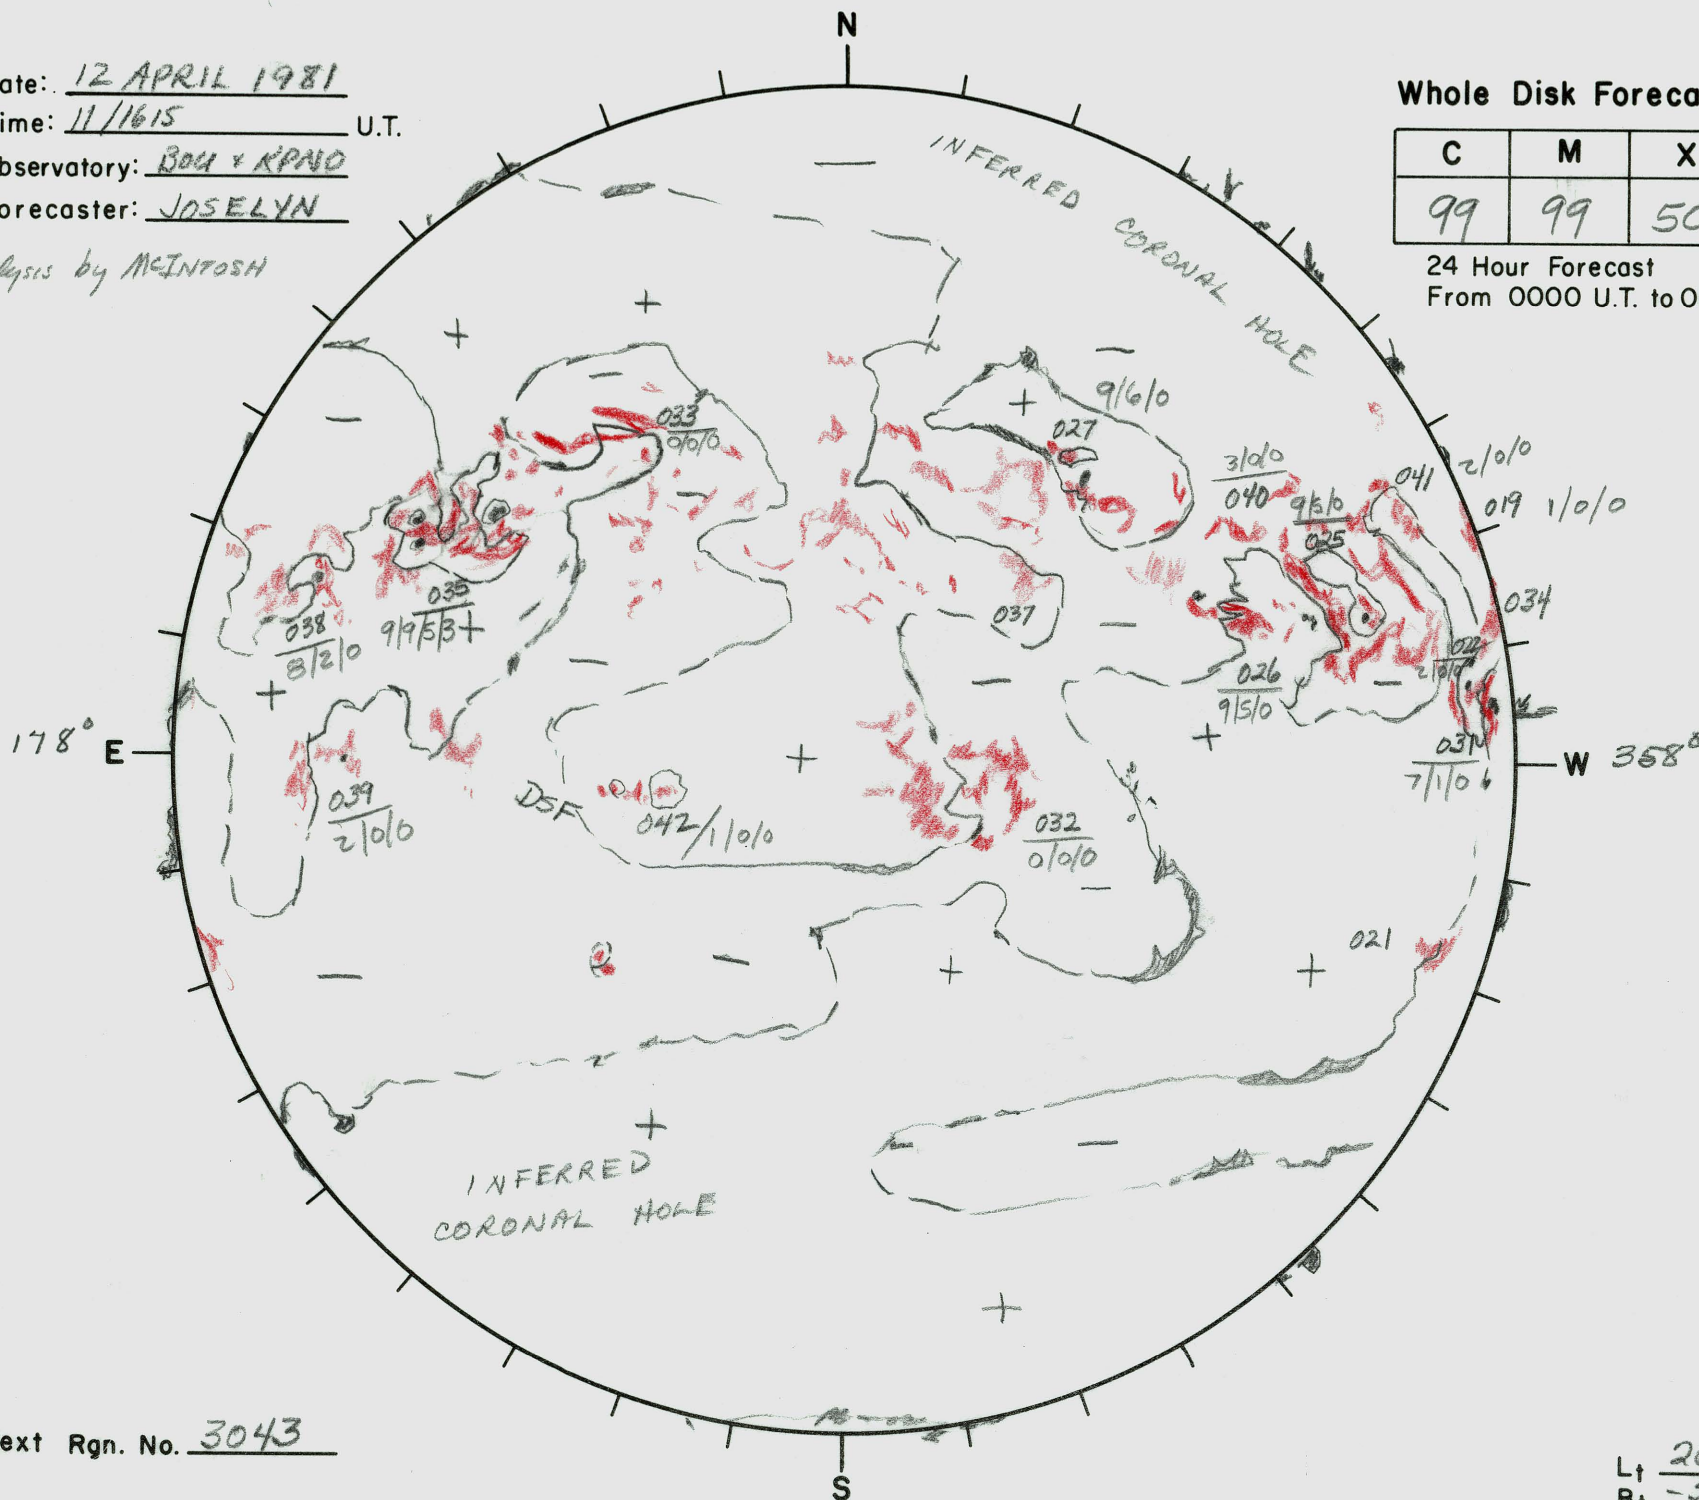 N
ate: 12 APRIL 1981
ime: 11/1615 U.T.
bservatory: BOU & KPNO
orecaster: JOSELYN
lysis by McINTOSH
Whole Disk Foreca
C M X
99 99 50
24 Hour Forecast
From 0000 U.T. to 0
INFERRED CORONAL HOLE
9/6/0
027
033
0/0/0
3/0/0
040
041
2/0/0
019 1/0/0
9/5/0
025
034
035
9/9/5/3
038
8/2/0
037
026
9/5/0
2/0/0
178° E
W 358°
031
7/1/0
039
2/0/0
DSF
042/1/0/0
032
0/0/0
021
INFERRED
CORONAL HOLE
ext Rgn. No. 3043
S
Lt